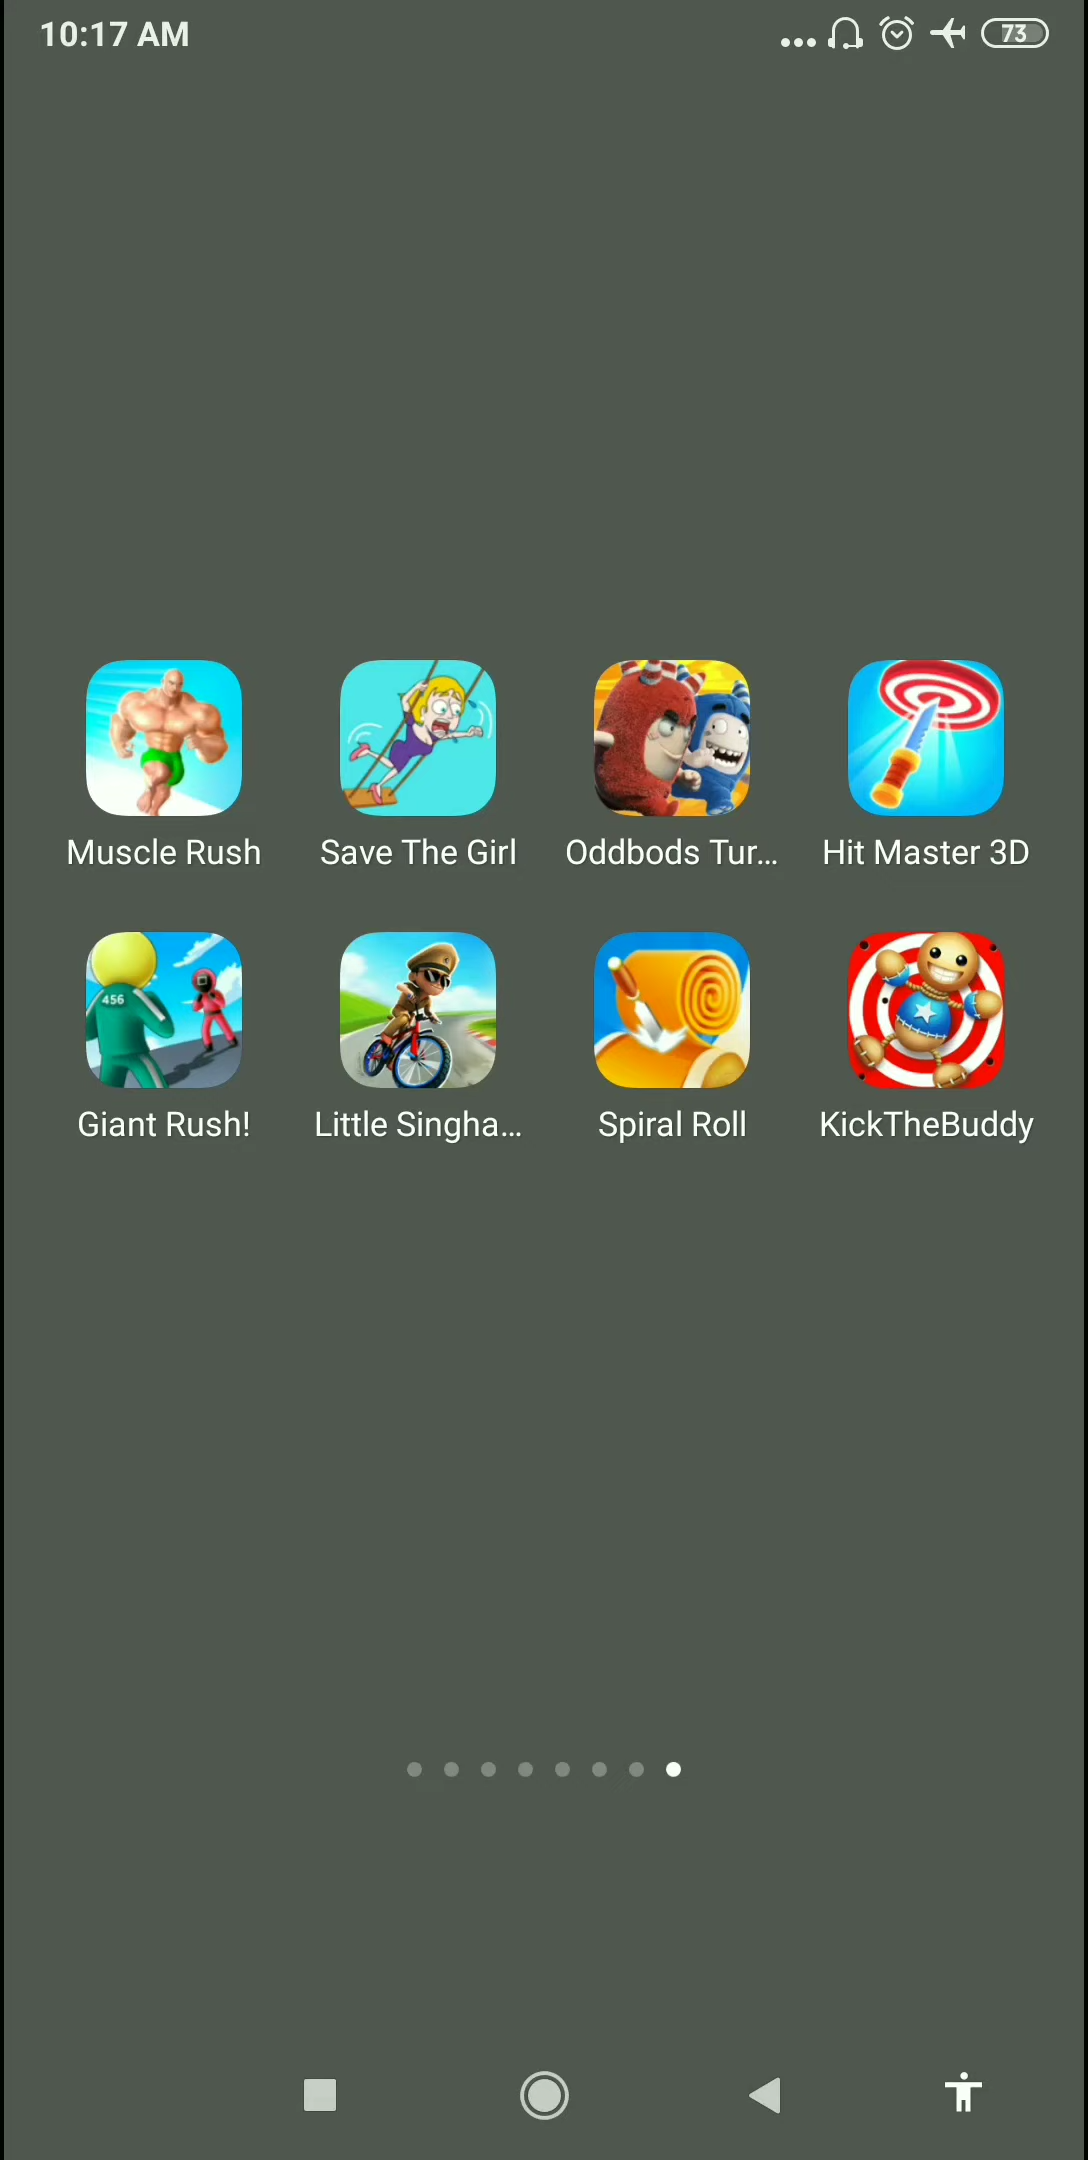 10:17 AM
73
Muscle Rush
Save The Girl
Oddbods Tur...
Hit Master 3D
456
Giant Rush!
Little Singha...
Spiral Roll
KickTheBuddy